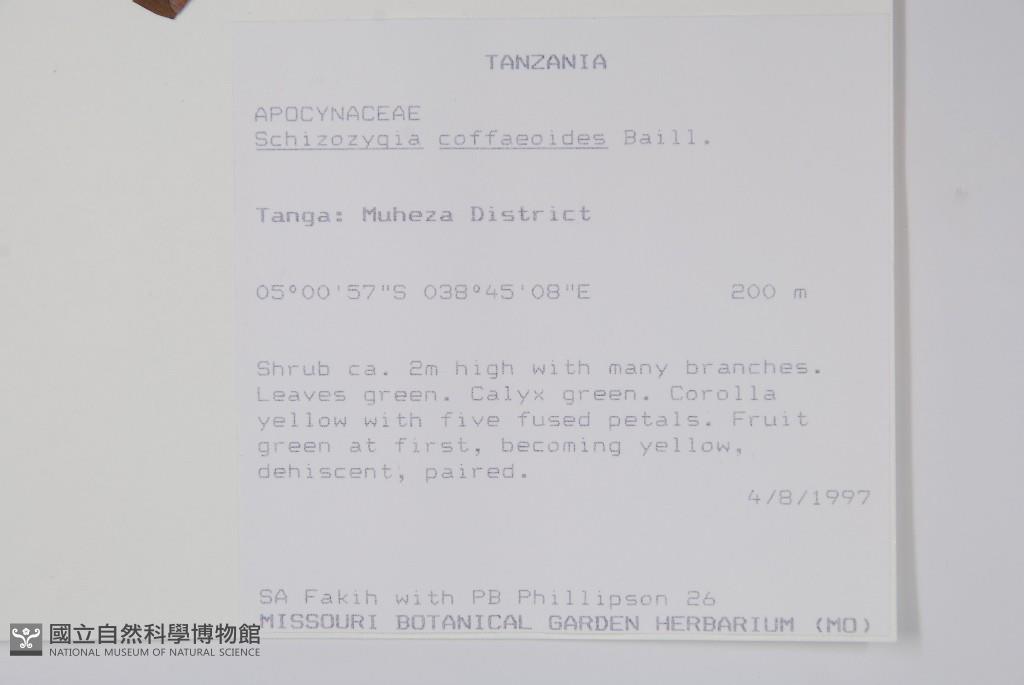 TANZANIA
APOCYNACEAE
Schizozygia coffaeoides Baill.
Tanga: Muheza District
05°00'57"S 038°45'08"E 200 m
Shrub ca. 2m high with many branches.
Leaves green. Calyx green. Corolla
yellow with five fused petals. Fruit
green at first, becoming yellow,
dehiscent, paired.
4/8/1997
SA Fakih with PB Phillipson 26
MISSOURI BOTANICAL GARDEN HERBARIUM (MO)
國立自然科學博物館
NATIONAL MUSEUM OF NATURAL SCIENCE